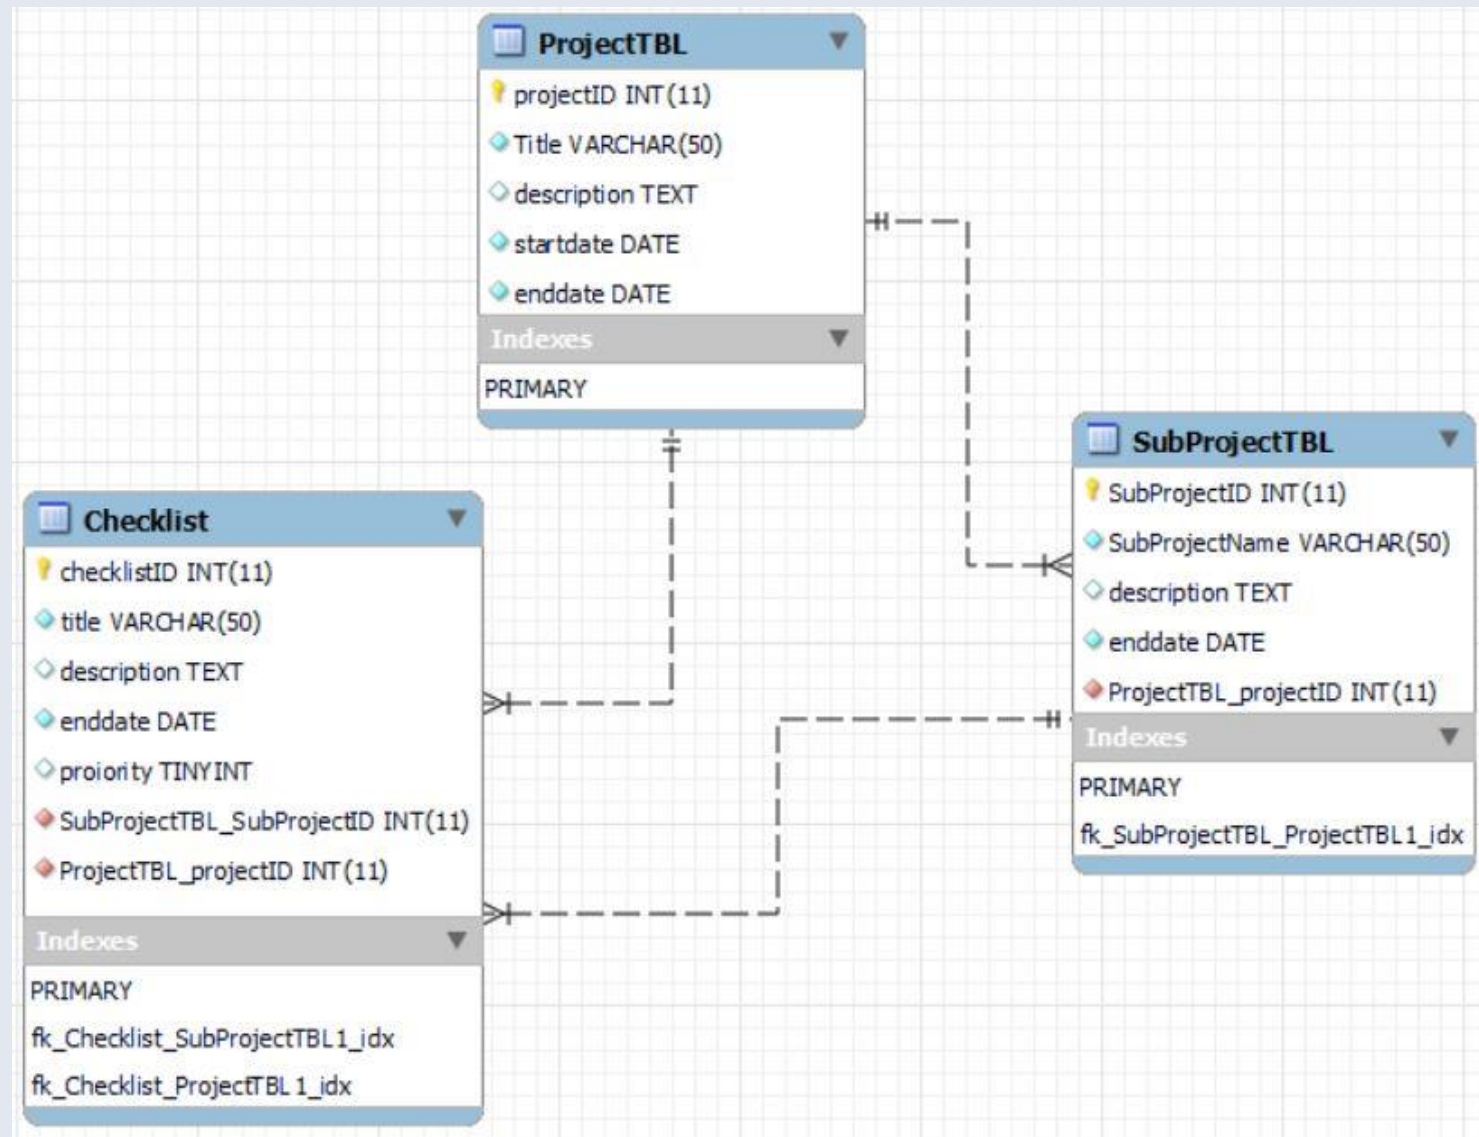 ProjectTBL
projectID INT(11)
Title VARCHAR(50)
description TEXT
startdate DATE
enddate DATE
Indexes
PRIMARY
SubProjectTBL
SubProjectID INT(11)
SubProjectName VARCHAR(50)
description TEXT
enddate DATE
ProjectTBL_projectID INT(11)
Indexes
PRIMARY
fk_SubProjectTBL_ProjectTBL1_idx
Checklist
checklistID INT(11)
title VARCHAR(50)
description TEXT
enddate DATE
proiority TINYINT
SubProjectTBL_SubProjectID INT(11)
ProjectTBL_projectID INT(11)
Indexes
PRIMARY
fk_Checklist_SubProjectTBL1_idx
fk_Checklist_ProjectTBL1_idx